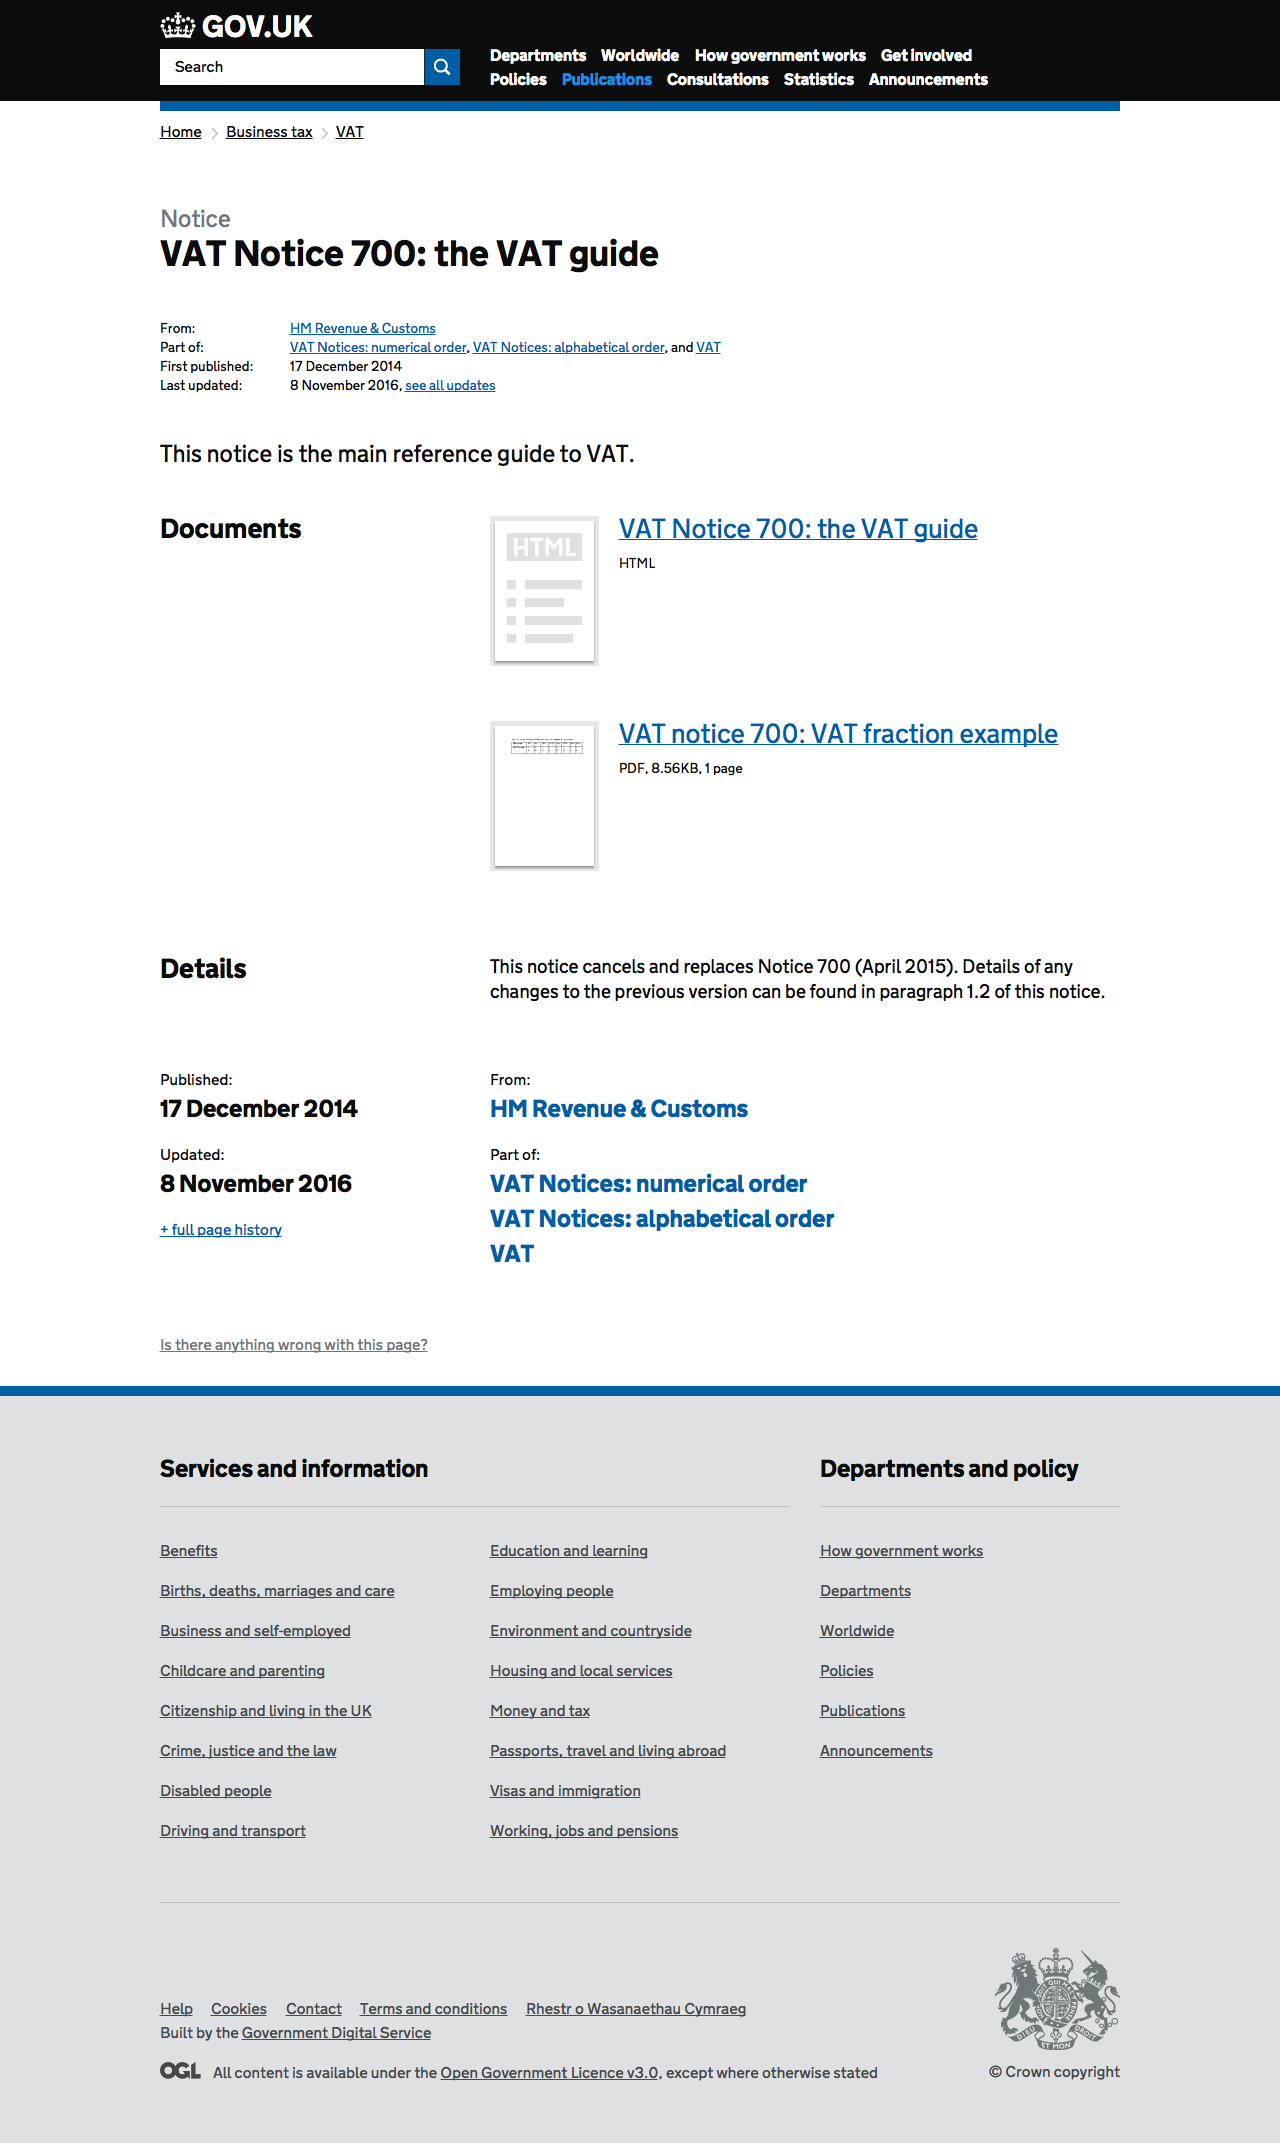 GOV.UK
Search
Departments Worldwide How government works Get involved
Policies Publications Consultations Statistics Announcements
Home Business tax VAT
Notice
VAT Notice 700: the VAT guide
From: HM Revenue & Customs
Part of: VAT Notices: numerical order, VAT Notices: alphabetical order, and VAT
First published: 17 December 2014
Last updated: 8 November 2016, see all updates
This notice is the main reference guide to VAT.
Documents
HTML
VAT Notice 700: the VAT guide
HTML
VAT notice 700: VAT fraction example
PDF, 8.56KB, 1 page
Details
This notice cancels and replaces Notice 700 (April 2015). Details of any
changes to the previous version can be found in paragraph 1.2 of this notice.
Published:
17 December 2014
Updated:
8 November 2016
+ full page history
From:
HM Revenue & Customs
Part of:
VAT Notices: numerical order
VAT Notices: alphabetical order
VAT
Is there anything wrong with this page?
Services and information
Benefits
Births, deaths, marriages and care
Business and self-employed
Childcare and parenting
Citizenship and living in the UK
Crime, justice and the law
Disabled people
Driving and transport
Education and learning
Employing people
Environment and countryside
Housing and local services
Money and tax
Passports, travel and living abroad
Visas and immigration
Working, jobs and pensions
Departments and policy
How government works
Departments
Worldwide
Policies
Publications
Announcements
Help Cookies Contact Terms and conditions Rhestr o Wasanaethau Cymraeg
Built by the Government Digital Service
OGL All content is available under the Open Government Licence v3.0, except where otherwise stated
DIEU ET MON DROIT
© Crown copyright